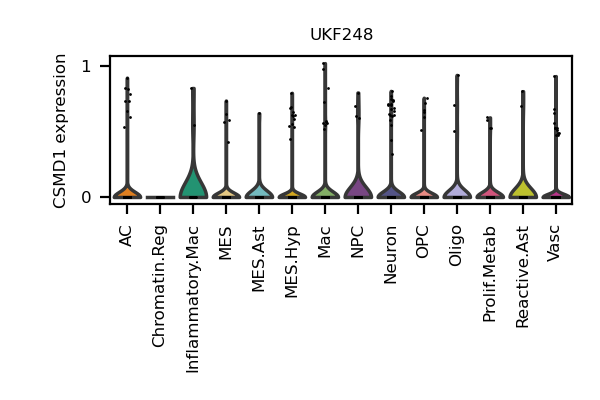 UKF248
CSMD1 expression
1
0
AC
Chromatin.Reg
Inflammatory.Mac
MES
MES.Ast
MES.Hyp
Mac
NPC
Neuron
OPC
Oligo
Prolif.Metab
Reactive.Ast
Vasc